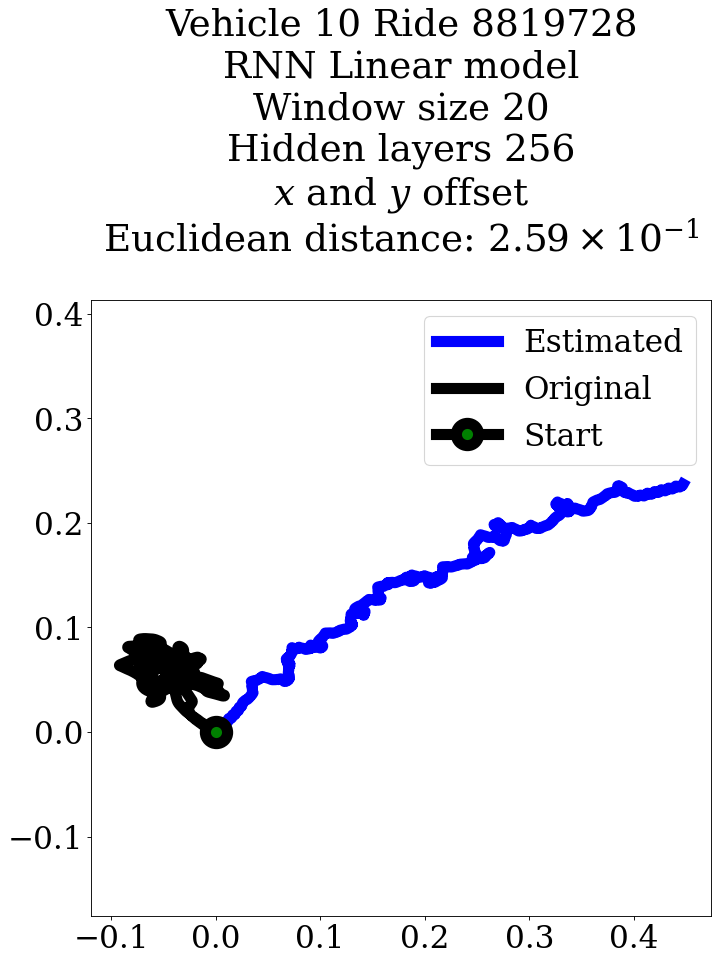 Vehicle 10 Ride 8819728
RNN Linear model
Window size 20
Hidden layers 256
x and y offset
Euclidean distance: 2.59 × 10⁻¹
Estimated
Original
Start
0.4
0.3
0.2
0.1
0.0
−0.1
−0.1 0.0 0.1 0.2 0.3 0.4